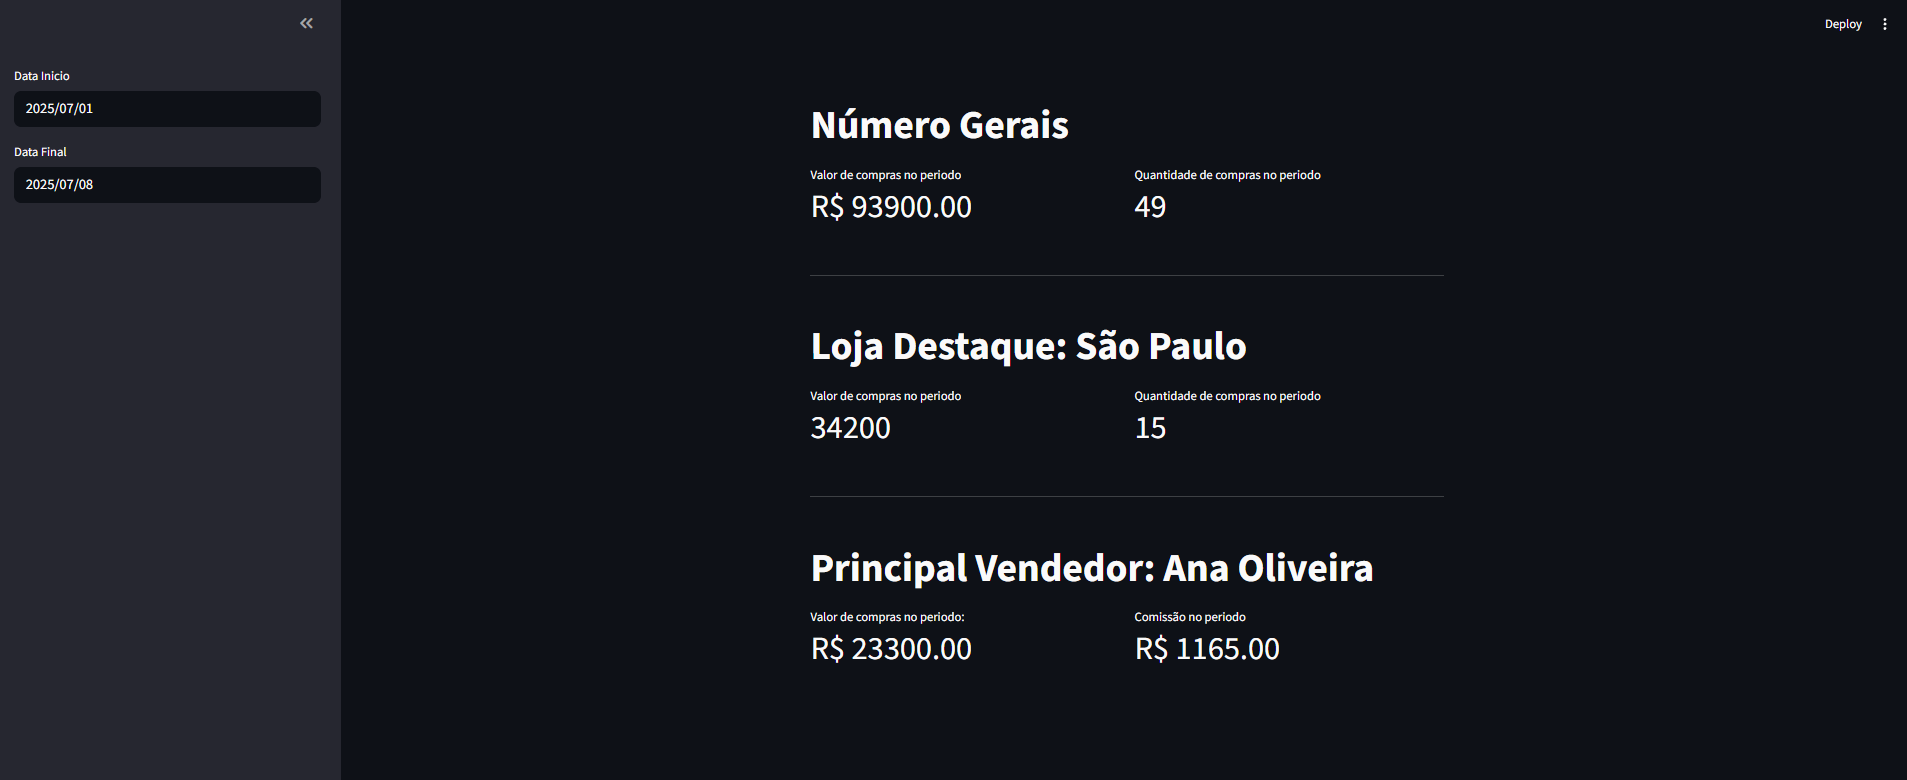 Deploy
Data Inicio
2025/07/01
Data Final
2025/07/08
Número Gerais
Valor de compras no periodo
Quantidade de compras no período
R$ 93900.00
49
Loja Destaque: São Paulo
Valor de compras no periodo
Quantidade de compras no periodo
34200
15
Principal Vendedor: Ana Oliveira
Valor de compras no periodo:
Comissão no periodo
R$ 23300.00
R$ 1165.00